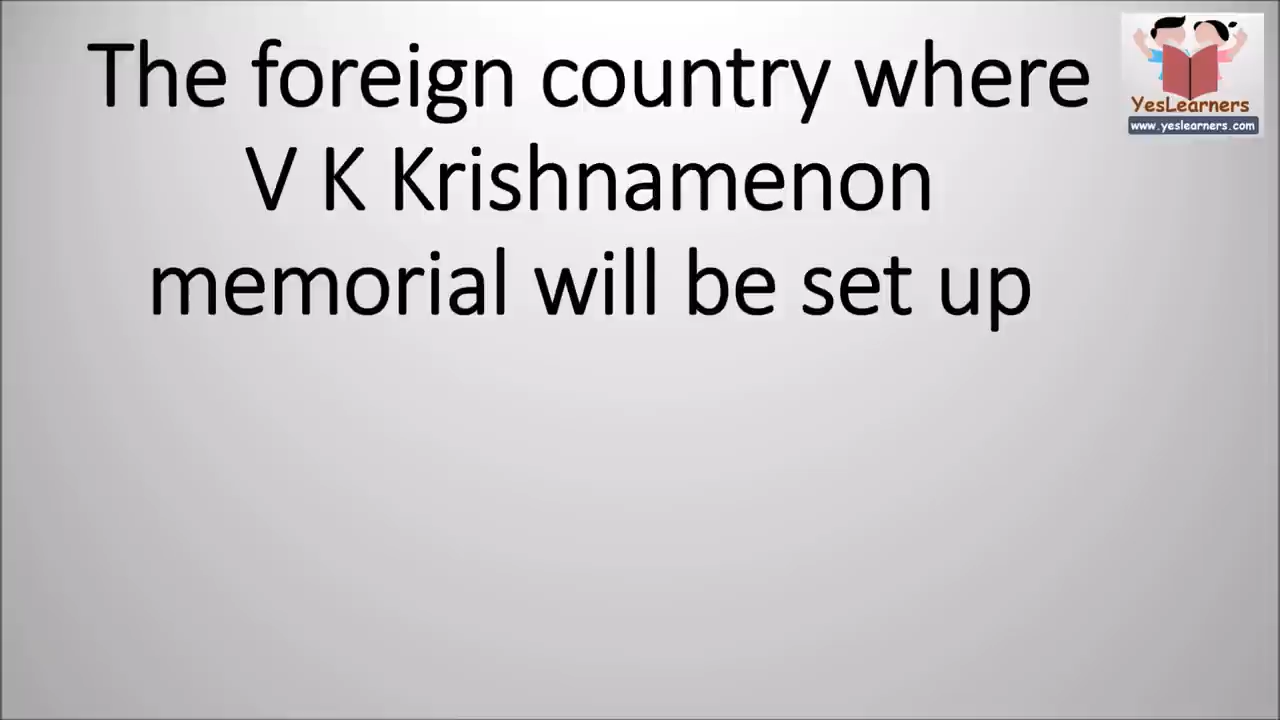 The foreign country where
V K Krishnamenon
memorial will be set up
YesLearners
www.yeslearners.com